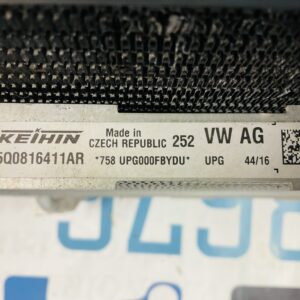 KEIHIN Made in CZECH REPUBLIC 252 VW AG
5Q0816411AR *758 UPG000FBYDU* UPG 44/16